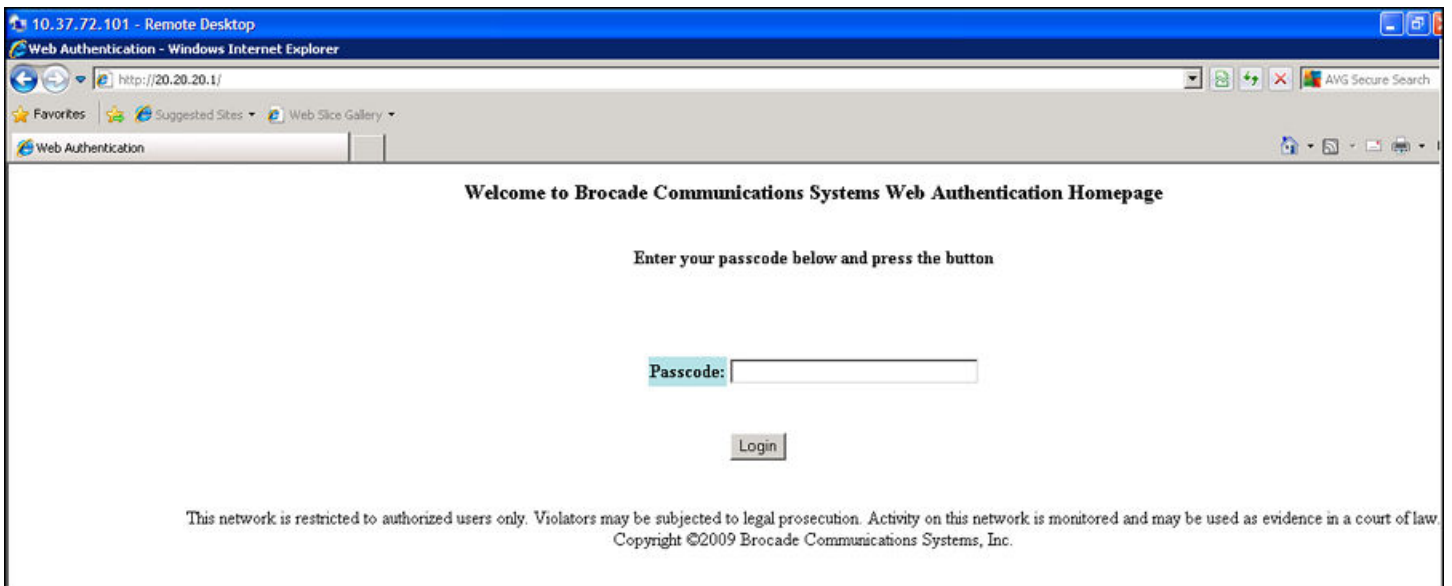 10.37.72.101 - Remote Desktop
Web Authentication - Windows Internet Explorer
http://20.20.20.1/
AVG Secure Search
Favorites Suggested Sites Web Slice Gallery
Web Authentication
Welcome to Brocade Communications Systems Web Authentication Homepage
Enter your passcode below and press the button
Passcode:
Login
This network is restricted to authorized users only. Violators may be subjected to legal prosecution. Activity on this network is monitored and may be used as evidence in a court of law.
Copyright ©2009 Brocade Communications Systems, Inc.